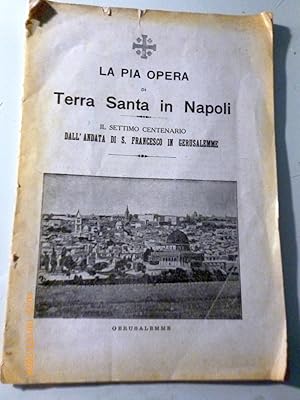 LA PIA OPERA
DI
Terra Santa in Napoli
IL SETTIMO CENTENARIO
DALL'ANDATA DI S. FRANCESCO IN GERUSALEMME
GERUSALEMME